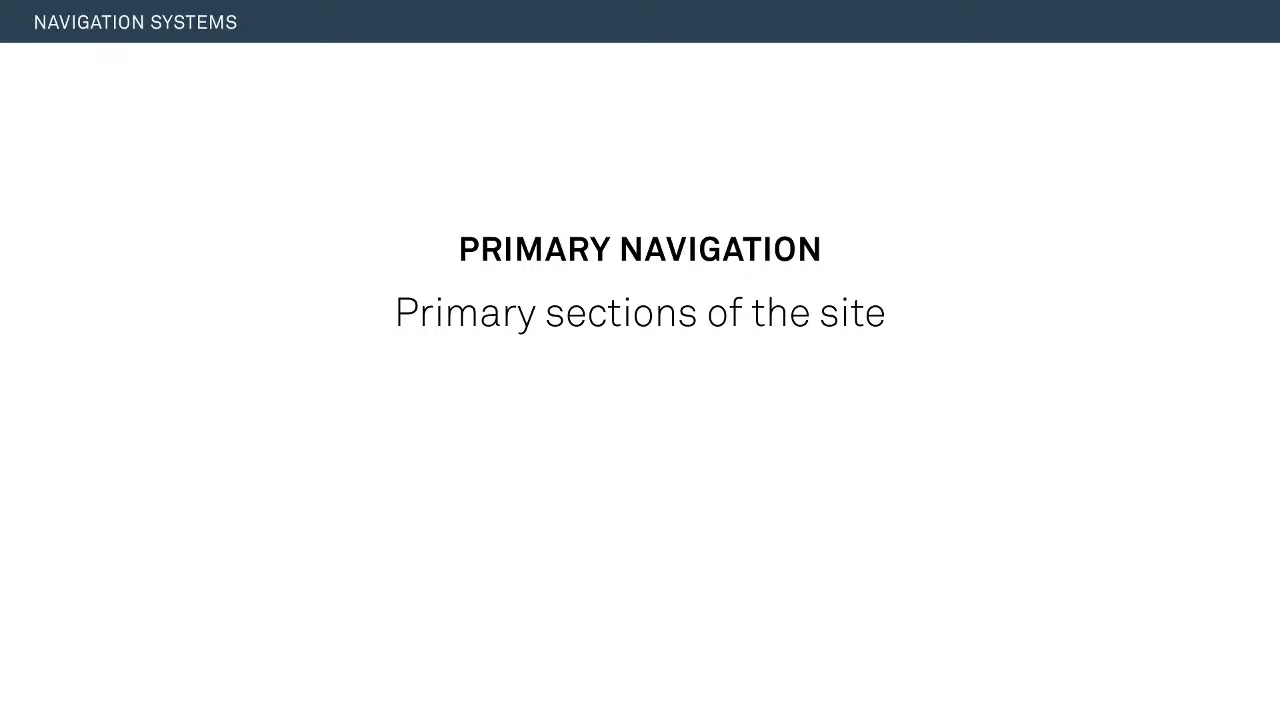 NAVIGATION SYSTEMS
PRIMARY NAVIGATION
Primary sections of the site